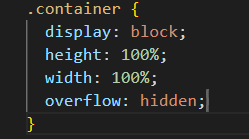 .container {
display: block;
height: 100%;
width: 100%;
overflow: hidden;
}